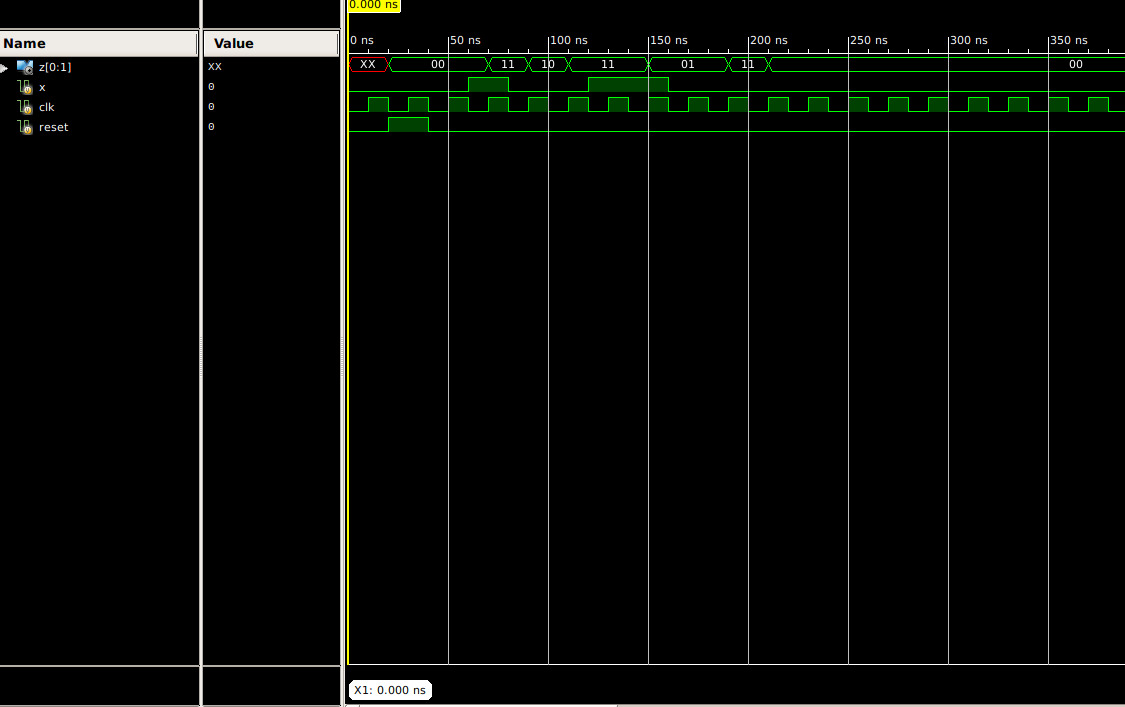 0.000 ns
Name Value
0 ns 50 ns 100 ns 150 ns 200 ns 250 ns 300 ns 350 ns
z[0:1] XX XX 00 11 10 11 01 11 00
x 0
clk 0
reset 0
X1: 0.000 ns